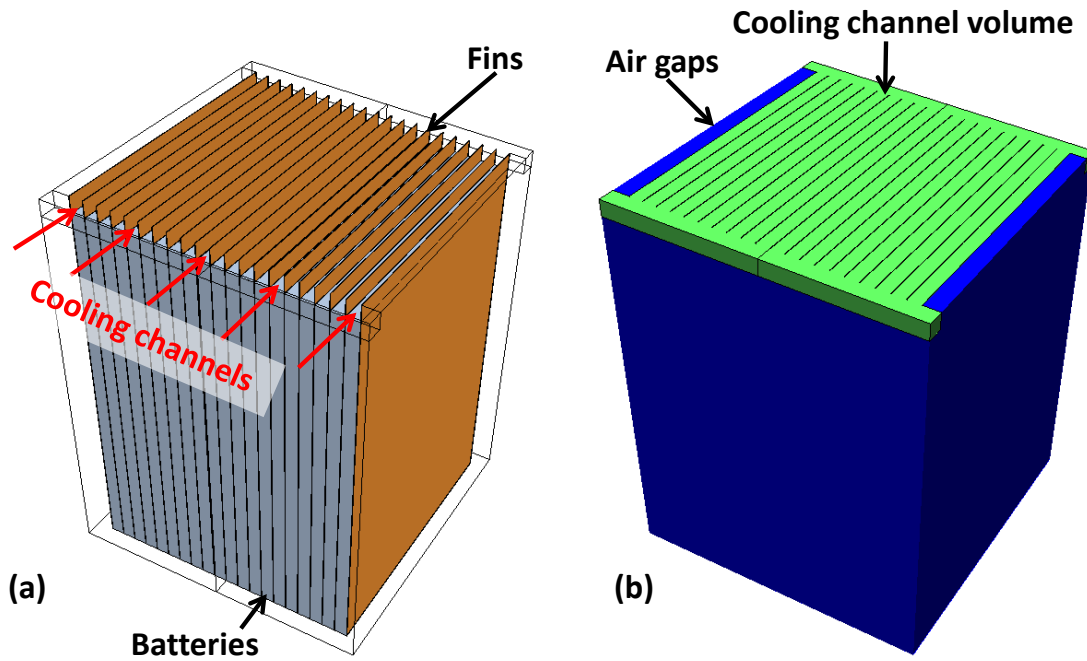 Fins
Cooling channels
Batteries
(a)
Cooling channel volume
Air gaps
(b)